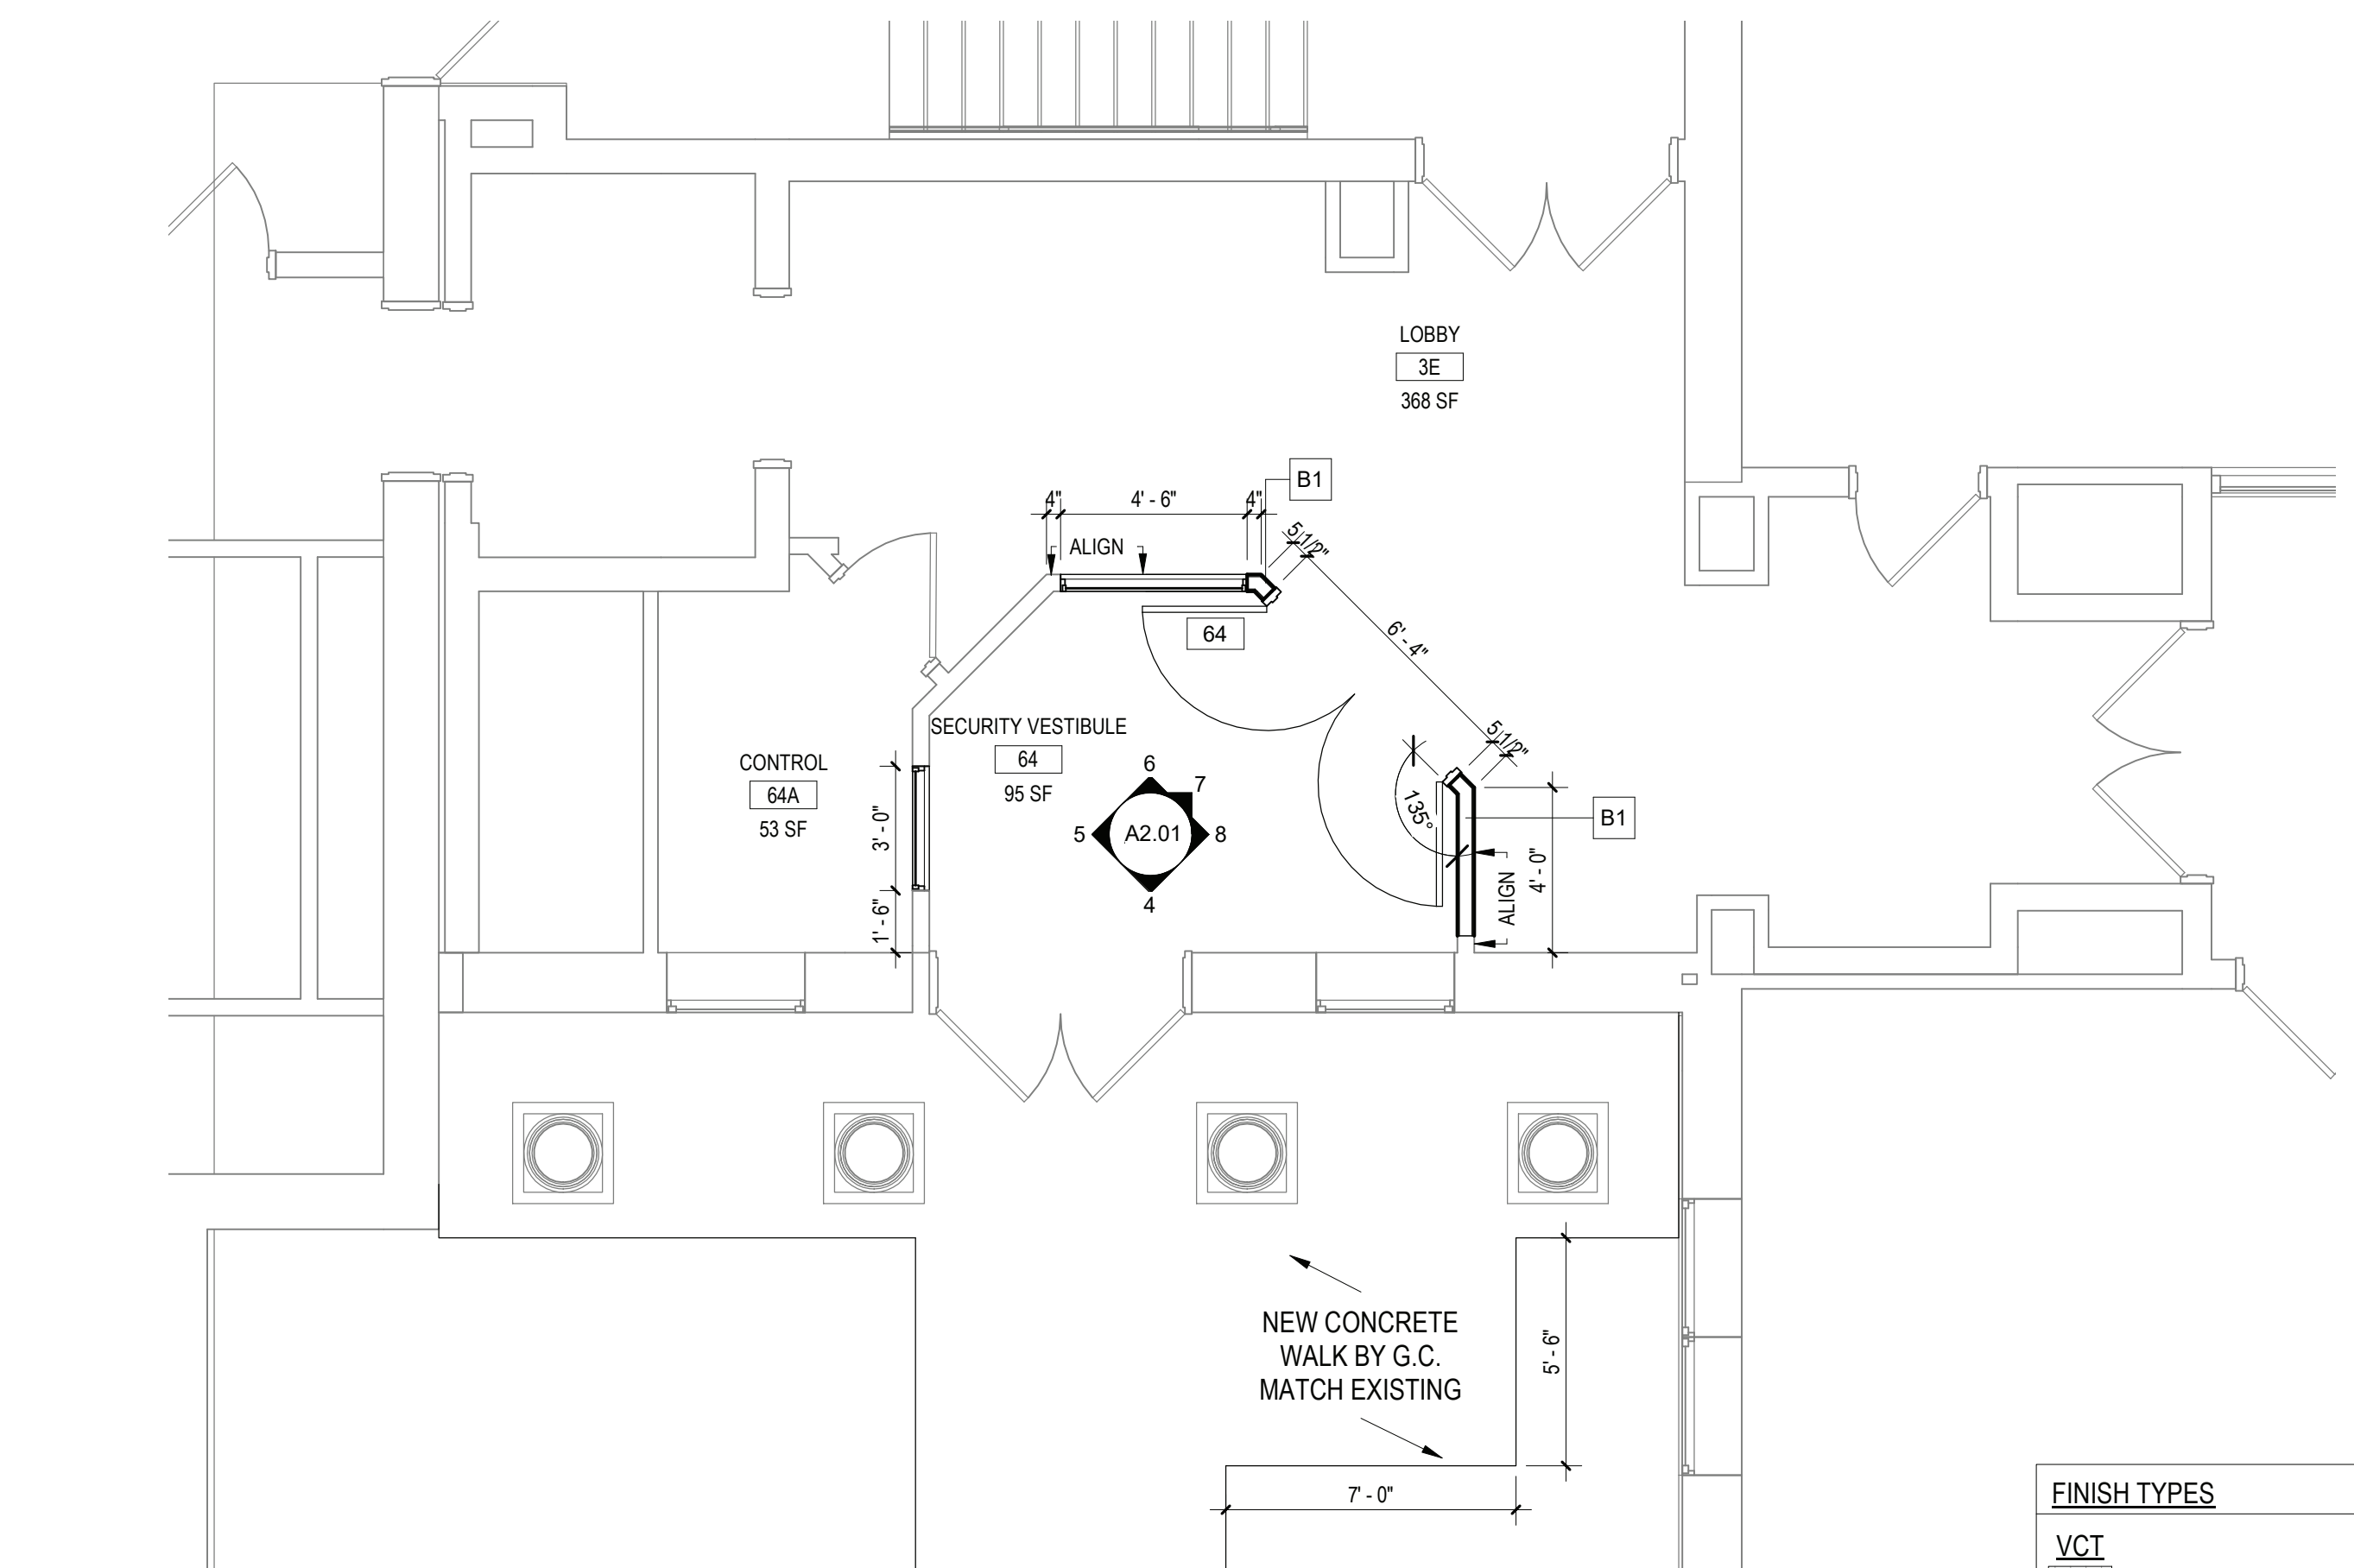 LOBBY
3E
368 SF
B1
4"
4' - 6"
4"
5 1/2"
ALIGN
6' - 4"
64
SECURITY VESTIBULE
64
95 SF
CONTROL
64A
53 SF
3' - 0"
1' - 6"
6
7
5
A2.01
8
4
5 1/2"
135°
B1
ALIGN
4' - 0"
NEW CONCRETE
WALK BY G.C.
MATCH EXISTING
5' - 6"
7' - 0"
FINISH TYPES
VCT